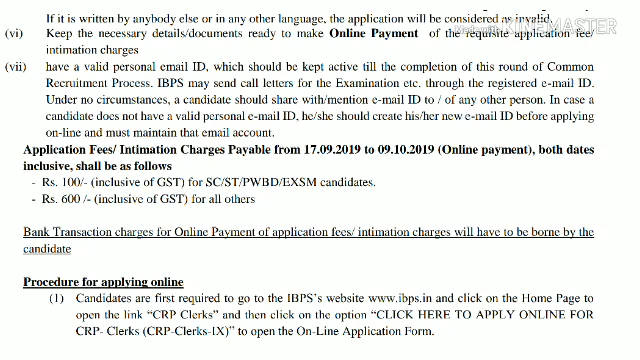 If it is written by anybody else or in any other language, the application will be considered as invalid.
(vi) Keep the necessary details/documents ready to make Online Payment of the requisite application fee/
intimation charges
(vii) have a valid personal email ID, which should be kept active till the completion of this round of Common
Recruitment Process. IBPS may send call letters for the Examination etc. through the registered e-mail ID.
Under no circumstances, a candidate should share with/mention e-mail ID to / of any other person. In case a
candidate does not have a valid personal e-mail ID, he/she should create his/her new e-mail ID before applying
on-line and must maintain that email account.
Application Fees/ Intimation Charges Payable from 17.09.2019 to 09.10.2019 (Online payment), both dates
inclusive, shall be as follows
- Rs. 100/- (inclusive of GST) for SC/ST/PWBD/EXSM candidates.
- Rs. 600 /- (inclusive of GST) for all others
Bank Transaction charges for Online Payment of application fees/ intimation charges will have to be borne by the
candidate
Procedure for applying online
(1) Candidates are first required to go to the IBPS's website www.ibps.in and click on the Home Page to
open the link “CRP Clerks” and then click on the option “CLICK HERE TO APPLY ONLINE FOR
CRP- Clerks (CRP-Clerks-IX)” to open the On-Line Application Form.
Made with KINEMASTER